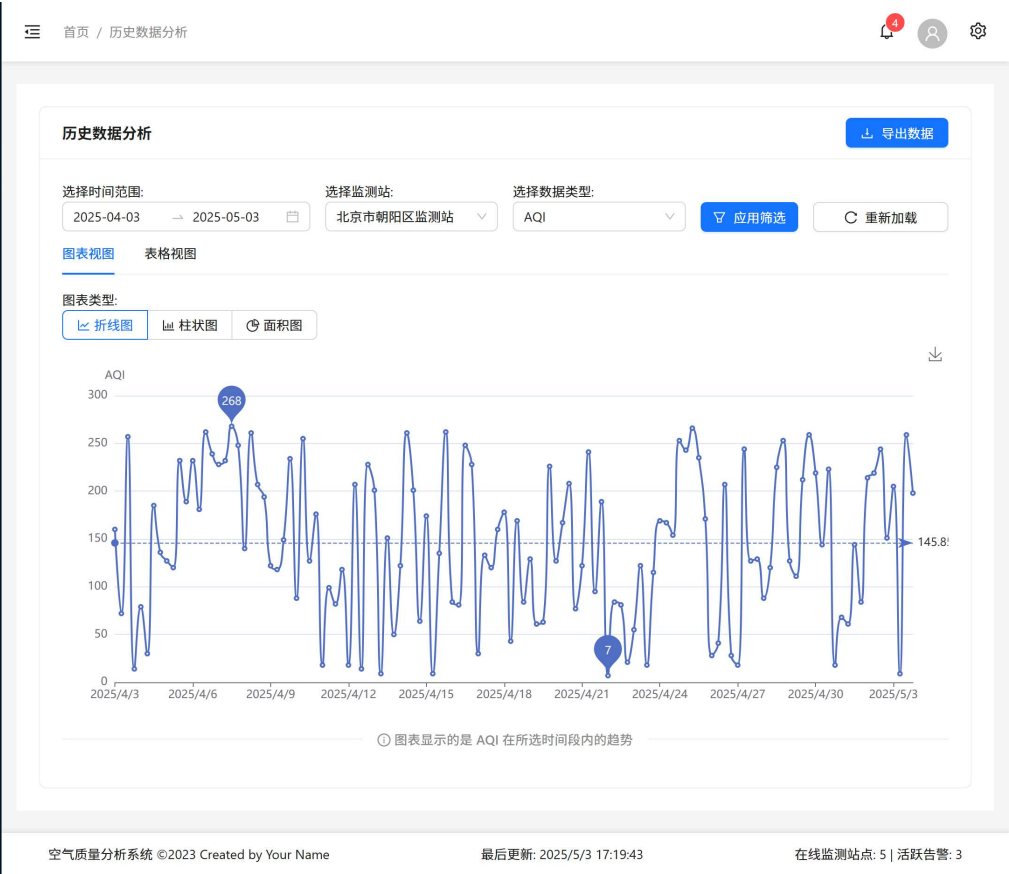 首页 / 历史数据分析
4
历史数据分析
导出数据
选择时间范围: 选择监测站: 选择数据类型:
2025-04-03 → 2025-05-03 北京市朝阳区监测站 AQI 应用筛选 重新加载
图表视图 表格视图
图表类型:
折线图 柱状图 面积图
AQI
300
268
250
200
150
145.8
100
50
7
0
2025/4/3 2025/4/6 2025/4/9 2025/4/12 2025/4/15 2025/4/18 2025/4/21 2025/4/24 2025/4/27 2025/4/30 2025/5/3
图表显示的是 AQI 在所选时间段内的趋势
空气质量分析系统 ©2023 Created by Your Name 最后更新: 2025/5/3 17:19:43 在线监测站点: 5 | 活跃告警: 3